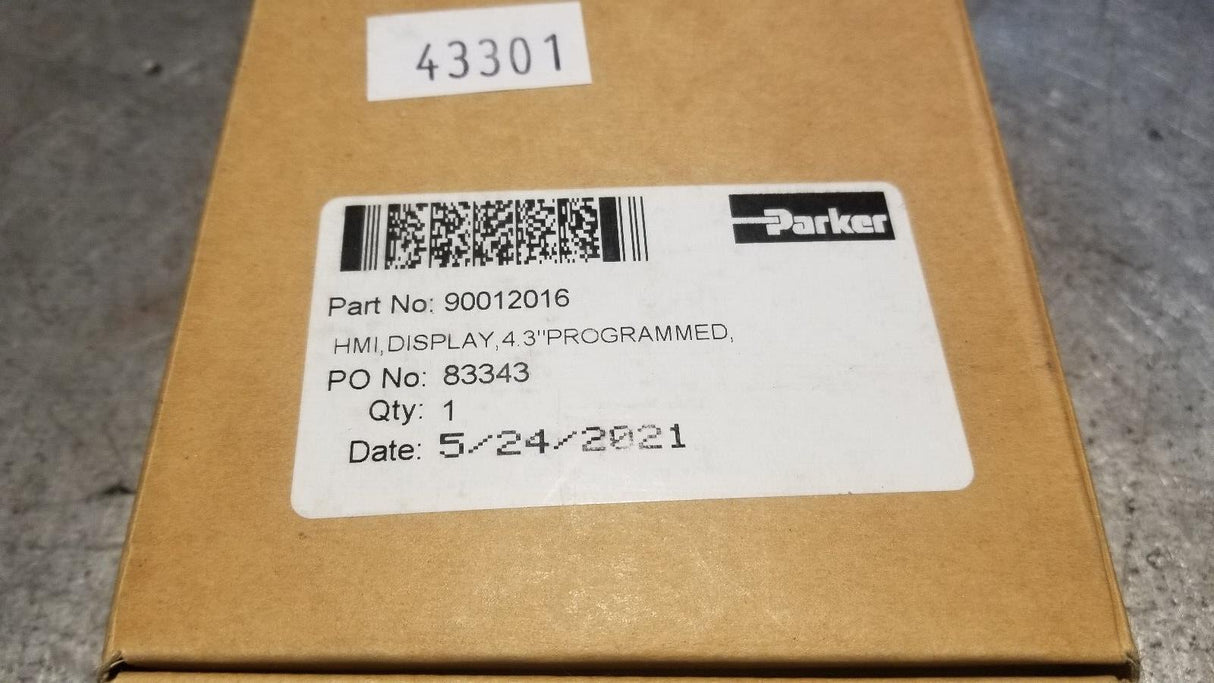 43301
Parker
Part No: 90012016
HMI,DISPLAY,4.3"PROGRAMMED,
PO No: 83343
Qty: 1
Date: 5/24/2021